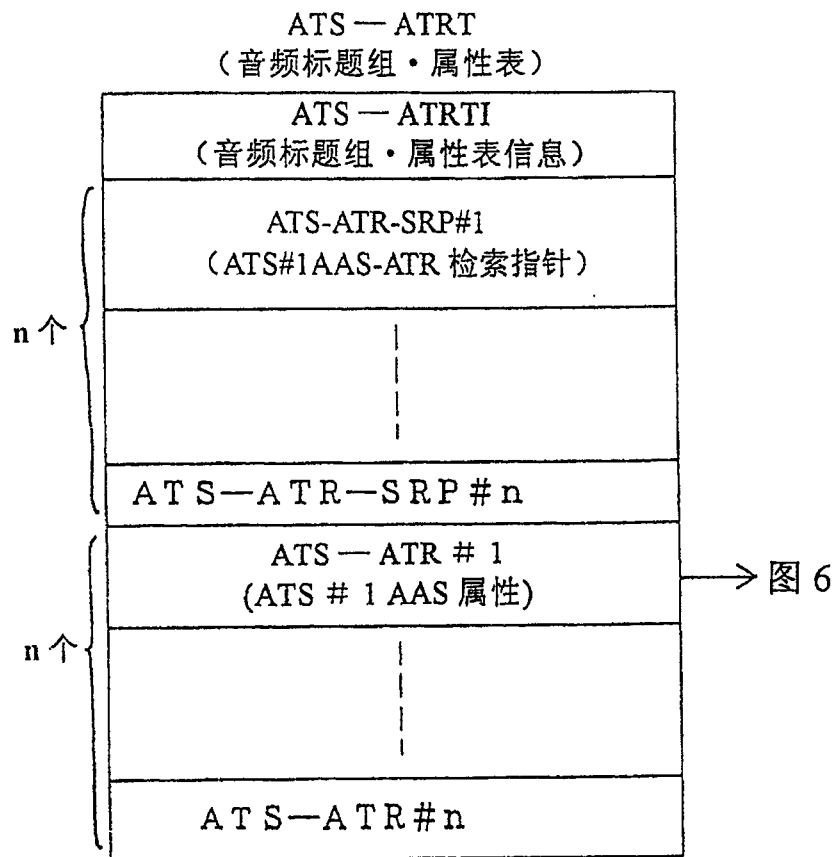 ATS — ATRT
（音频标题组・属性表）
ATS — ATRTI
（音频标题组・属性表信息）
ATS-ATR-SRP#1
（ATS#1AAS-ATR 检索指针）
n 个
ATS—ATR—SRP#n
ATS — ATR # 1
(ATS # 1 AAS 属性)
图 6
n 个
ATS—ATR#n